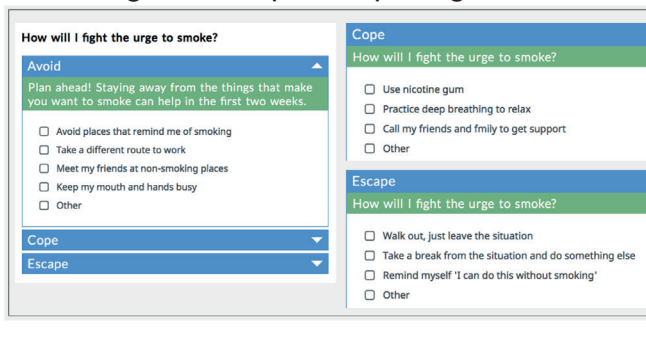 How will I fight the urge to smoke?
Avoid
Plan ahead! Staying away from the things that make
you want to smoke can help in the first two weeks.
Avoid places that remind me of smoking
Take a different route to work
Meet my friends at non-smoking places
Keep my mouth and hands busy
Other
Cope
Escape
Cope
How will I fight the urge to smoke?
Use nicotine gum
Practice deep breathing to relax
Call my friends and fmily to get support
Other
Escape
How will I fight the urge to smoke?
Walk out, just leave the situation
Take a break from the situation and do something else
Remind myself 'I can do this without smoking'
Other